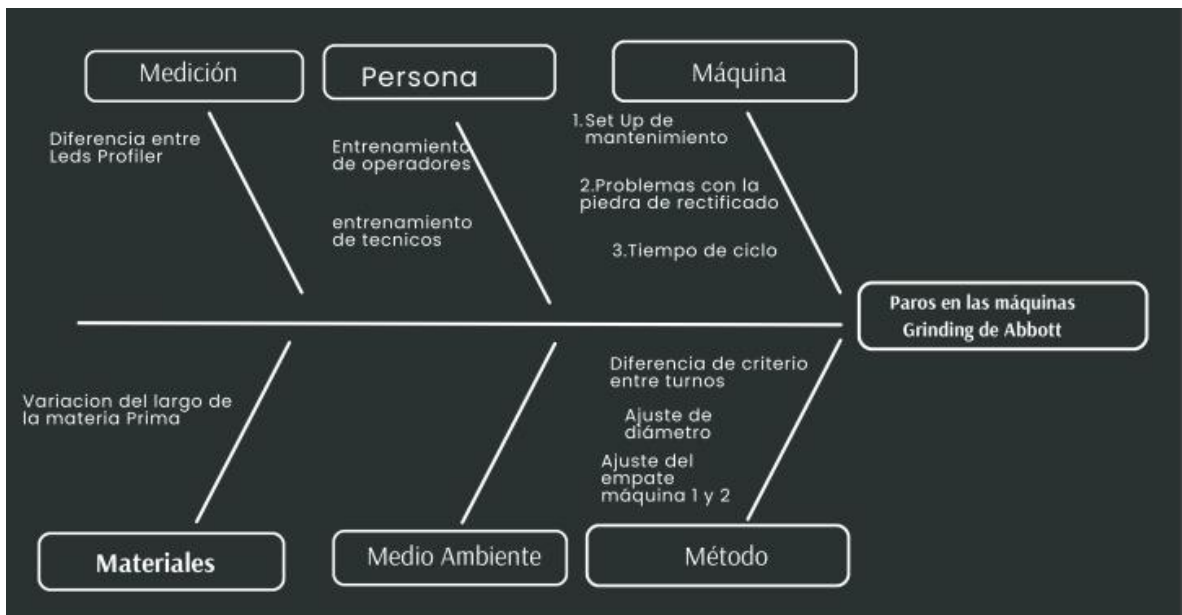 Medición
Persona
Máquina
Diferencia entre
Leds Profiler
Entrenamiento
de operadores
entrenamiento
de tecnicos
1.Set Up de
mantenimiento
2.Problemas con la
piedra de rectificado
3.Tiempo de ciclo
Paros en las máquinas
Grinding de Abbott
Variacion del largo de
la materia Prima
Diferencia de criterio
entre turnos
Ajuste de
diámetro
Ajuste del
empate
máquina 1 y 2
Materiales
Medio Ambiente
Método